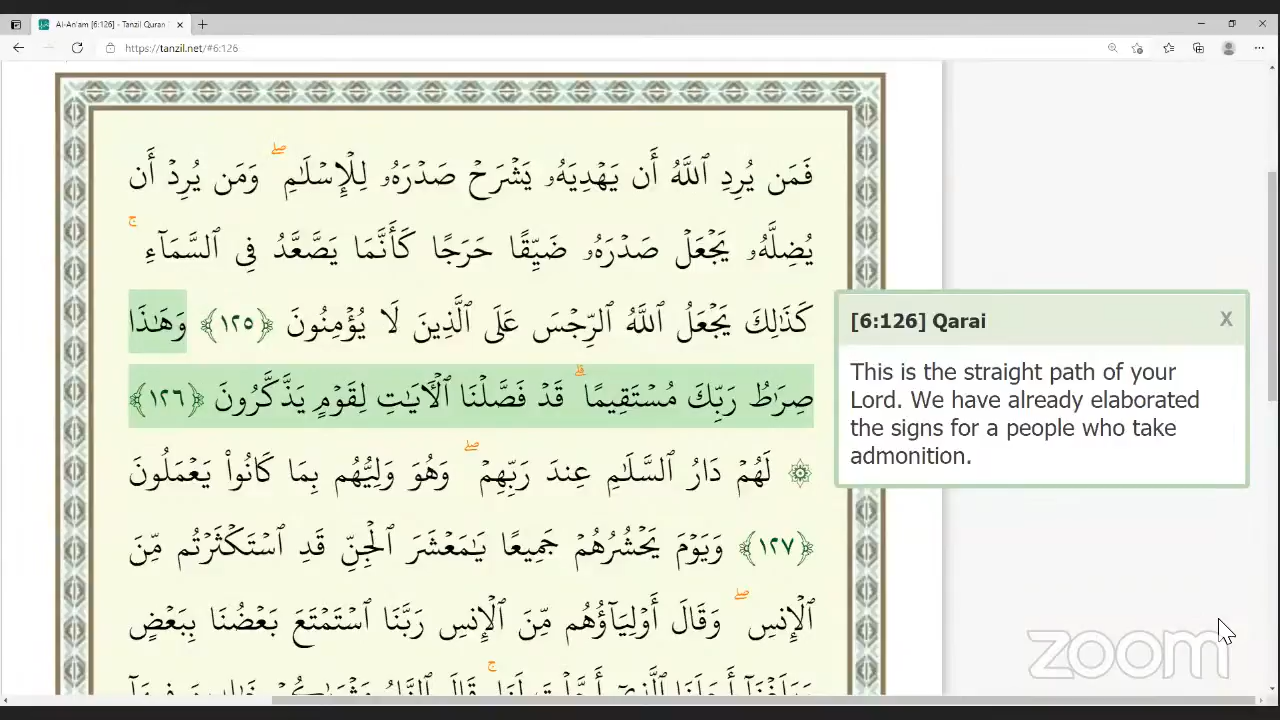 Al-An'am [6:126] - Tanzil Quran
https://tanzil.net/#6:126
فَمَن يُرِدِ ٱللَّهُ أَن يَهْدِيَهُۥ يَشْرَحْ صَدْرَهُۥ لِلْإِسْلَـٰمِ ۖ وَمَن يُرِدْ أَن
يُضِلَّهُۥ يَجْعَلْ صَدْرَهُۥ ضَيِّقًا حَرَجًا كَأَنَّمَا يَصَّعَّدُ فِى ٱلسَّمَآءِ ۚ
كَذَٰلِكَ يَجْعَلُ ٱللَّهُ ٱلرِّجْسَ عَلَى ٱلَّذِينَ لَا يُؤْمِنُونَ ﴿١٢٥﴾ وَهَـٰذَا
صِرَٰطُ رَبِّكَ مُسْتَقِيمًا ۗ قَدْ فَصَّلْنَا ٱلْـَٔايَـٰتِ لِقَوْمٍ يَذَّكَّرُونَ ﴿١٢٦﴾
۞ لَهُمْ دَارُ ٱلسَّلَـٰمِ عِندَ رَبِّهِمْ ۖ وَهُوَ وَلِيُّهُم بِمَا كَانُوا۟ يَعْمَلُونَ
﴿١٢٧﴾ وَيَوْمَ يَحْشُرُهُمْ جَمِيعًا يَـٰمَعْشَرَ ٱلْجِنِّ قَدِ ٱسْتَكْثَرْتُم مِّنَ
ٱلْإِنسِ ۖ وَقَالَ أَوْلِيَآؤُهُم مِّنَ ٱلْإِنسِ رَبَّنَا ٱسْتَمْتَعَ بَعْضُنَا بِبَعْضٍ
[6:126] Qarai
X
This is the straight path of your
Lord. We have already elaborated
the signs for a people who take
admonition.
zoom